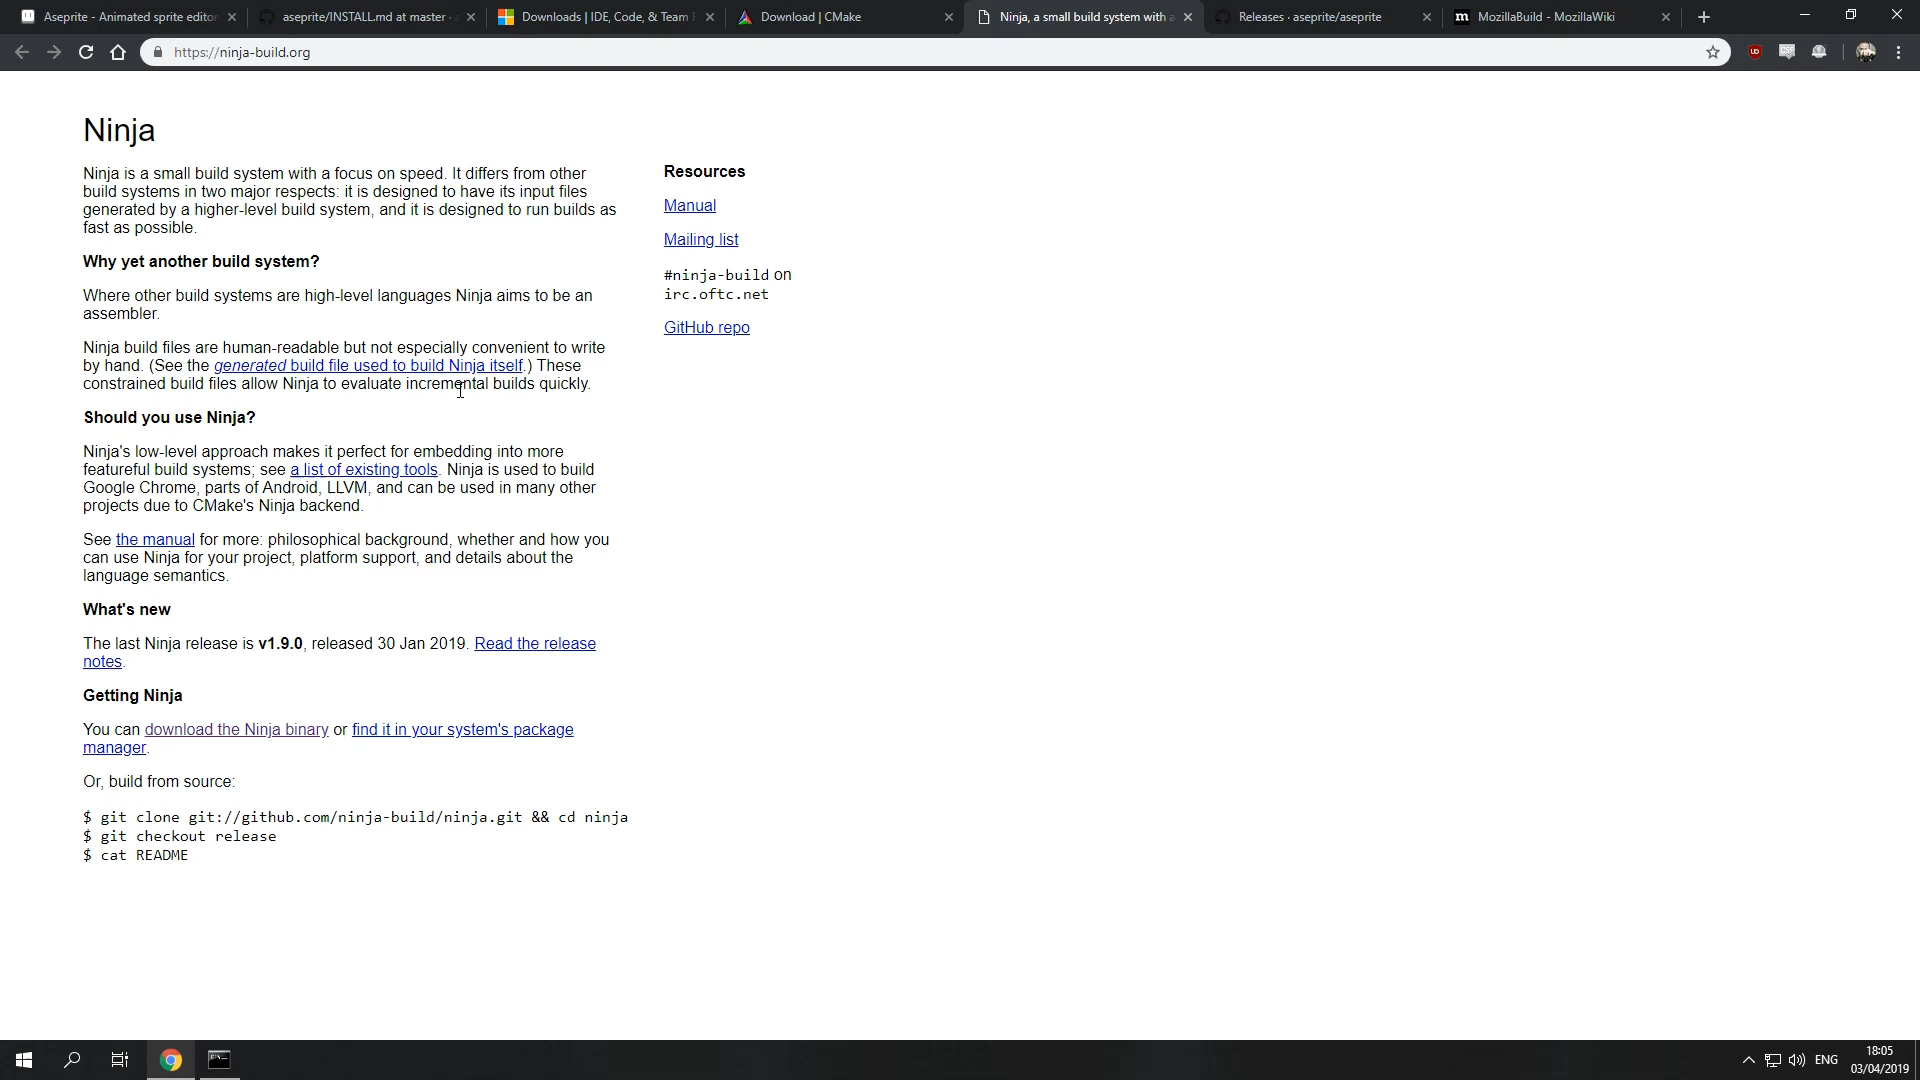 Aseprite - Animated sprite editor
aseprite/INSTALL.md at master ·
Downloads | IDE, Code, & Team
Download | CMake
Ninja, a small build system with a
Releases · aseprite/aseprite
m
MozillaBuild - MozillaWiki
https://ninja-build.org
Ninja
Ninja is a small build system with a focus on speed. It differs from other
build systems in two major respects: it is designed to have its input files
generated by a higher-level build system, and it is designed to run builds as
fast as possible.
Why yet another build system?
Where other build systems are high-level languages Ninja aims to be an
assembler.
Ninja build files are human-readable but not especially convenient to write
by hand. (See the generated build file used to build Ninja itself.) These
constrained build files allow Ninja to evaluate incremental builds quickly.
Should you use Ninja?
Ninja's low-level approach makes it perfect for embedding into more
featureful build systems; see a list of existing tools. Ninja is used to build
Google Chrome, parts of Android, LLVM, and can be used in many other
projects due to CMake's Ninja backend.
See the manual for more: philosophical background, whether and how you
can use Ninja for your project, platform support, and details about the
language semantics.
What's new
The last Ninja release is v1.9.0, released 30 Jan 2019. Read the release
notes.
Getting Ninja
You can download the Ninja binary or find it in your system's package
manager.
Or, build from source:
$ git clone git://github.com/ninja-build/ninja.git && cd ninja
$ git checkout release
$ cat README
Resources
Manual
Mailing list
#ninja-build on
irc.oftc.net
GitHub repo
ENG
18:05
03/04/2019